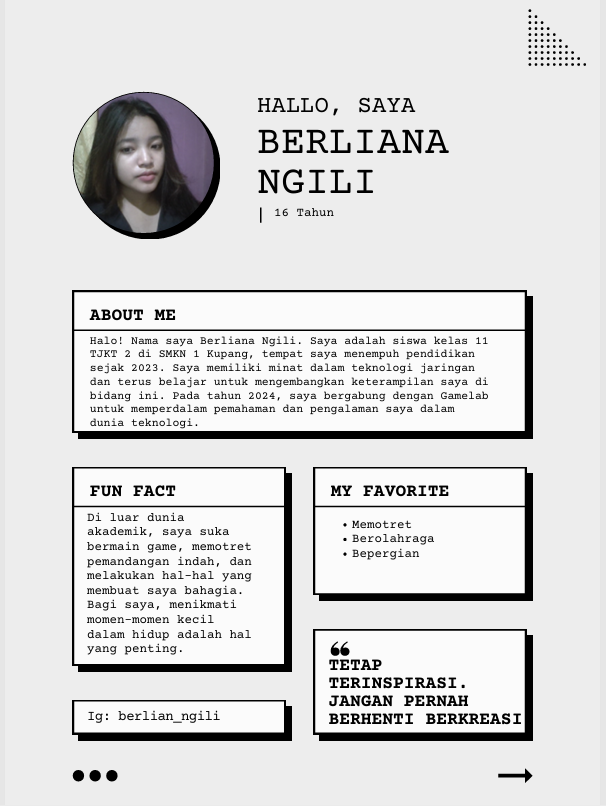 HALLO, SAYA
BERLIANA
NGILI
| 16 Tahun
ABOUT ME
Halo! Nama saya Berliana Ngili. Saya adalah siswa kelas 11
TJKT 2 di SMKN 1 Kupang, tempat saya menempuh pendidikan
sejak 2023. Saya memiliki minat dalam teknologi jaringan
dan terus belajar untuk mengembangkan keterampilan saya di
bidang ini. Pada tahun 2024, saya bergabung dengan Gamelab
untuk memperdalam pemahaman dan pengalaman saya dalam
dunia teknologi.
FUN FACT
Di luar dunia
akademik, saya suka
bermain game, memotret
pemandangan indah, dan
melakukan hal-hal yang
membuat saya bahagia.
Bagi saya, menikmati
momen-momen kecil
dalam hidup adalah hal
yang penting.
MY FAVORITE
• Memotret
• Berolahraga
• Bepergian
❝
TETAP
TERINSPIRASI.
JANGAN PERNAH
BERHENTI BERKREASI
Ig: berlian_ngili